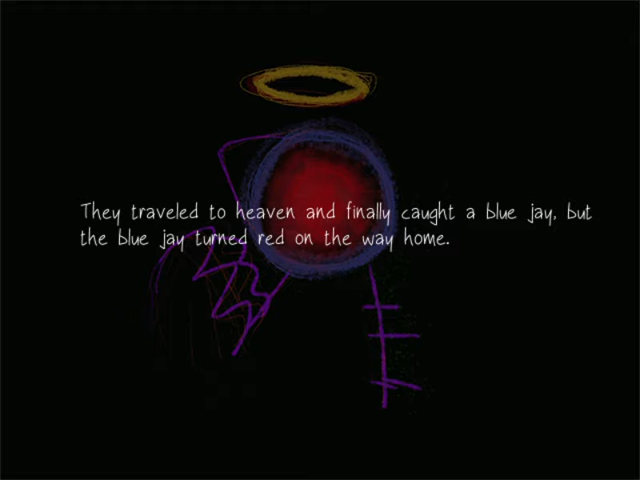 They traveled to heaven and finally caught a blue jay, but
the blue jay turned red on the way home.